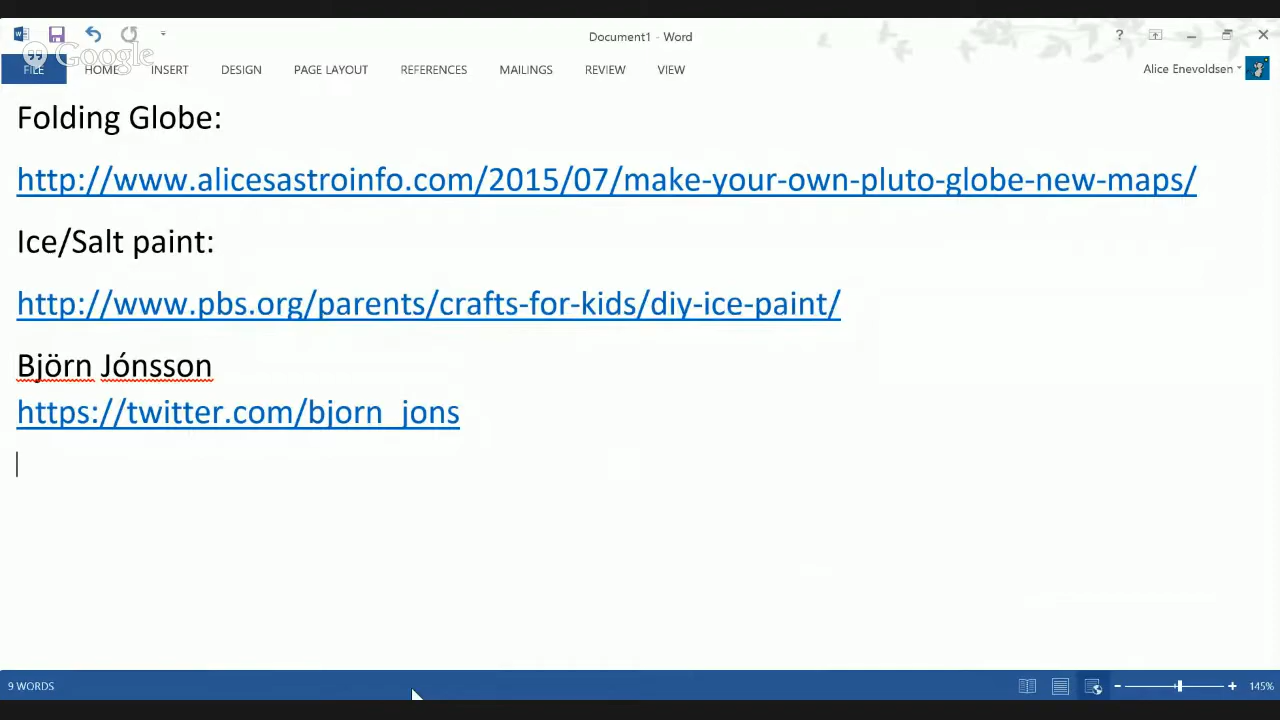 Document1 - Word
?
Google
FILE HOME INSERT DESIGN PAGE LAYOUT REFERENCES MAILINGS REVIEW VIEW
Alice Enevoldsen
Folding Globe:
http://www.alicesastroinfo.com/2015/07/make-your-own-pluto-globe-new-maps/
Ice/Salt paint:
http://www.pbs.org/parents/crafts-for-kids/diy-ice-paint/
Björn Jónsson
https://twitter.com/bjorn_jons
9 WORDS
145%